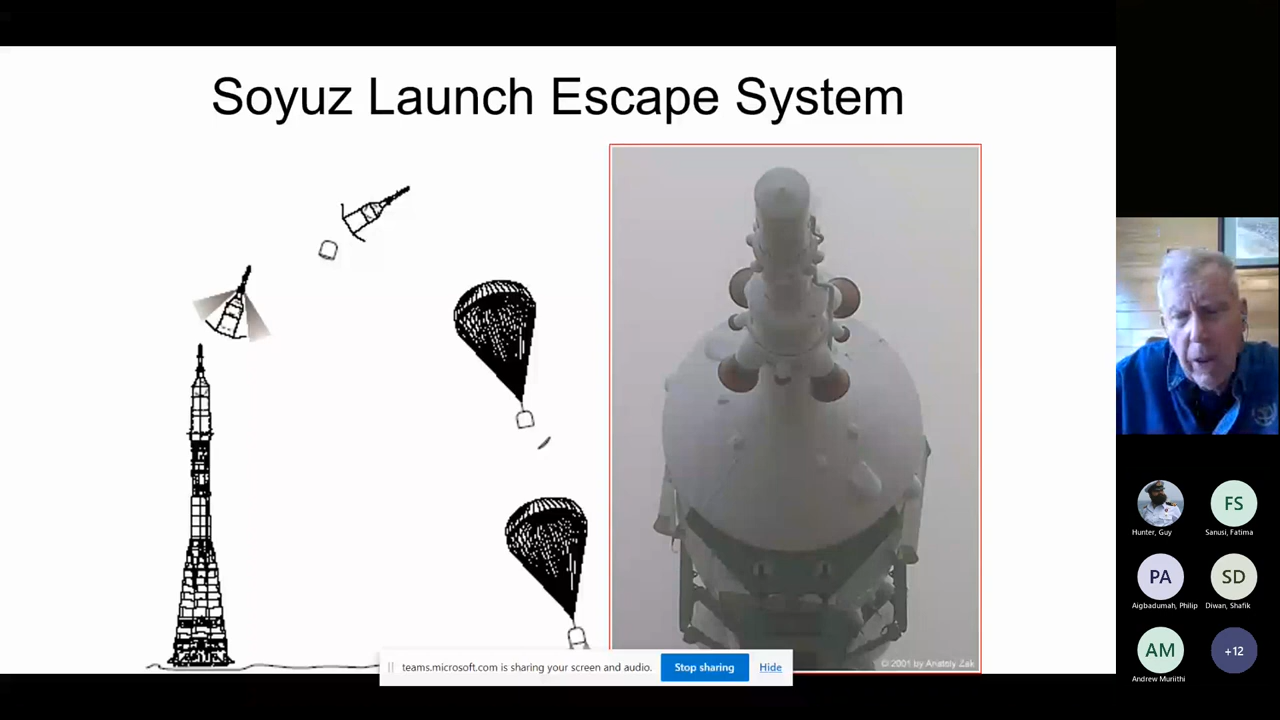 Soyuz Launch Escape System
© 2001 by Anatoly Zak
teams.microsoft.com is sharing your screen and audio.
Stop sharing
Hide
Hunter, Guy
FS
Sanusi, Fatima
PA
Aigbadumah, Philip
SD
Diwan, Shafik
AM
Andrew Muriithi
+12